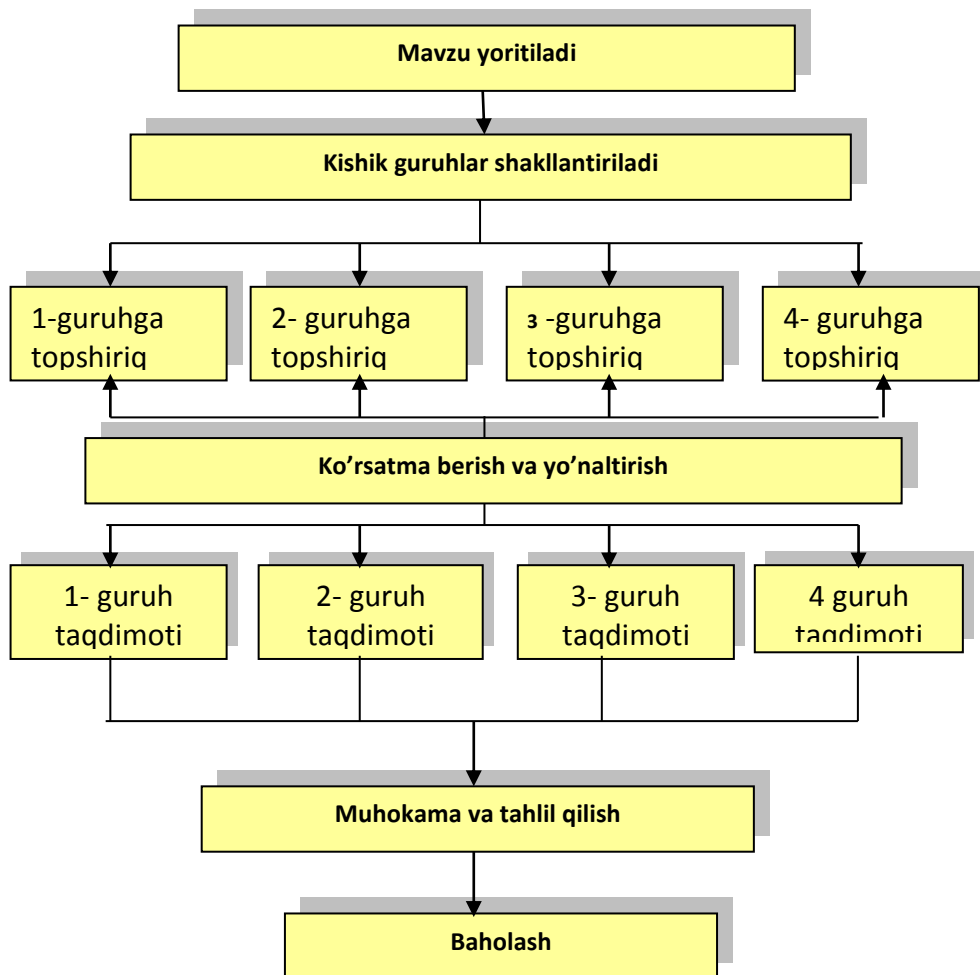 Mavzu yoritiladi
Kishik guruhlar shakllantiriladi
1-guruhga
topshiriq
2- guruhga
topshiriq
3 -guruhga
topshiriq
4- guruhga
topshiriq
Ko’rsatma berish va yo’naltirish
1- guruh
taqdimoti
2- guruh
taqdimoti
3- guruh
taqdimoti
4 guruh
taqdimoti
Muhokama va tahlil qilish
Baholash